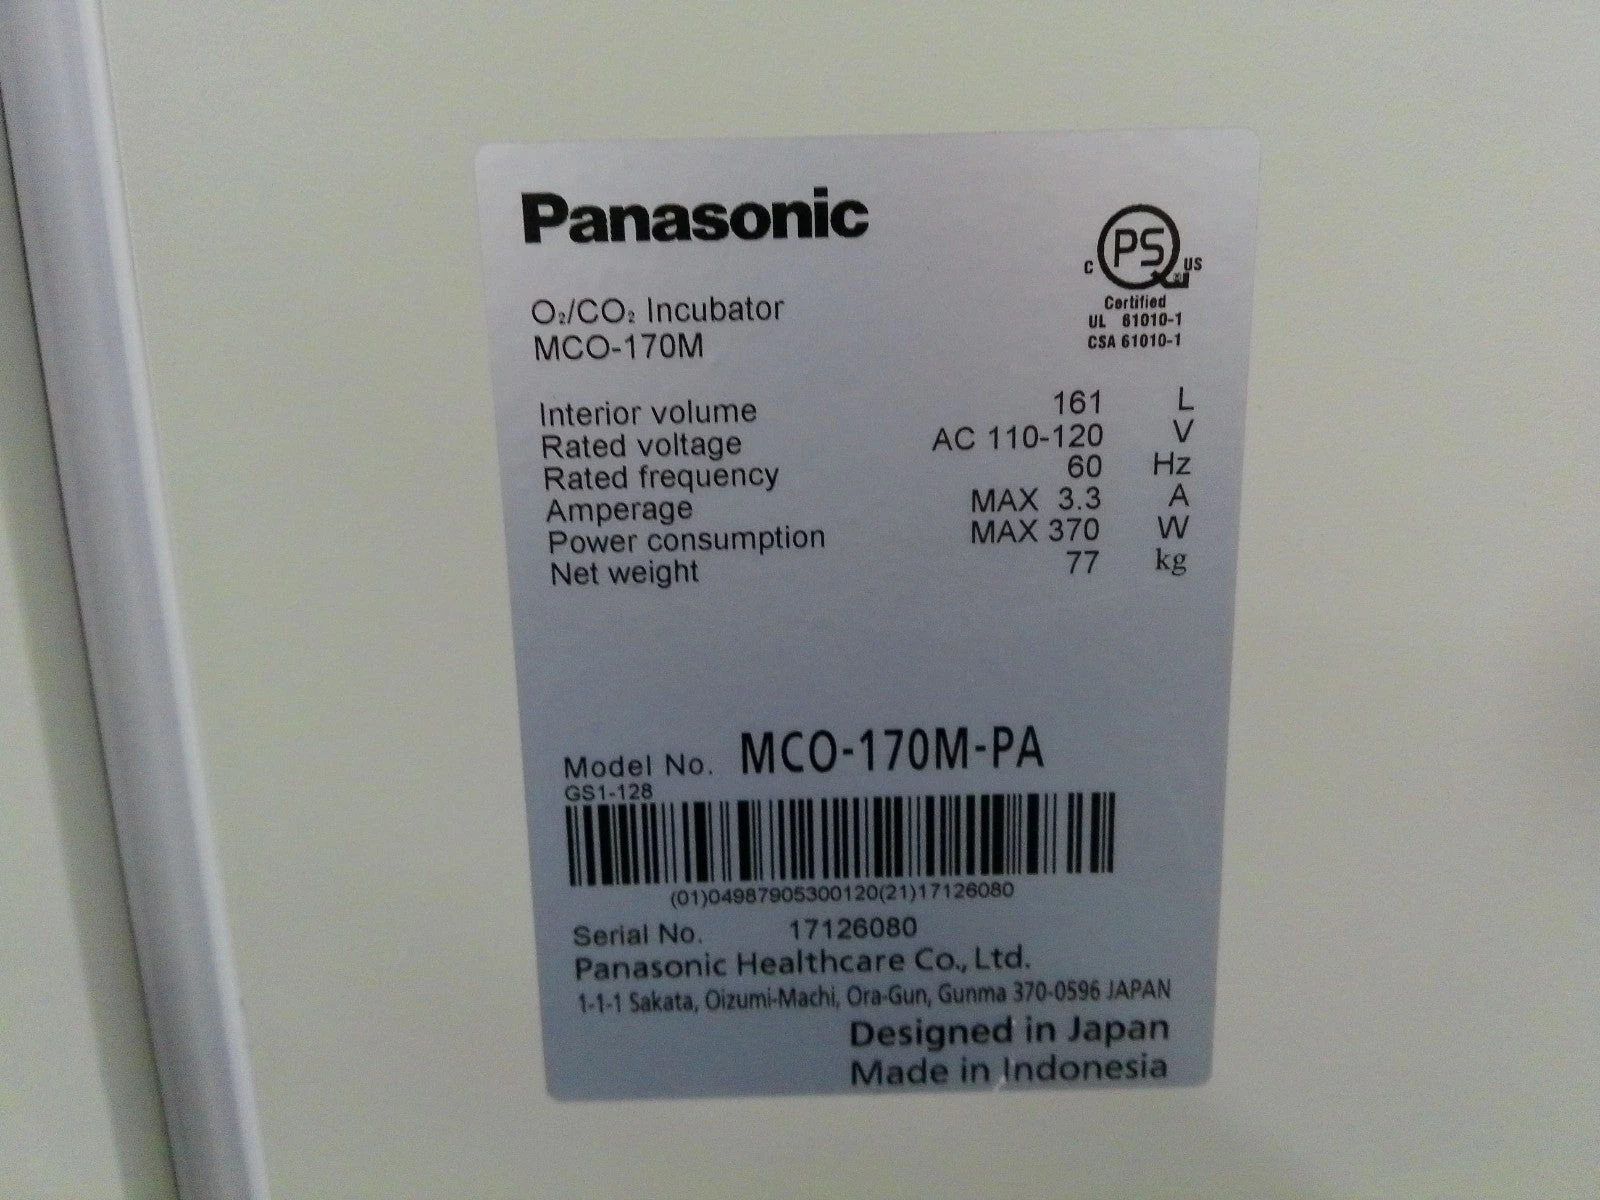 Panasonic
C PS US
Certified
UL 61010-1
CSA 61010-1
O₂/CO₂ Incubator
MCO-170M
Interior volume 161 L
Rated voltage AC 110-120 V
Rated frequency 60 Hz
Amperage MAX 3.3 A
Power consumption MAX 370 W
Net weight 77 kg
Model No. MCO-170M-PA
GS1-128
(01)04987905300120(21)17126080
Serial No. 17126080
Panasonic Healthcare Co., Ltd.
1-1-1 Sakata, Oizumi-Machi, Ora-Gun, Gunma 370-0596 JAPAN
Designed in Japan
Made in Indonesia